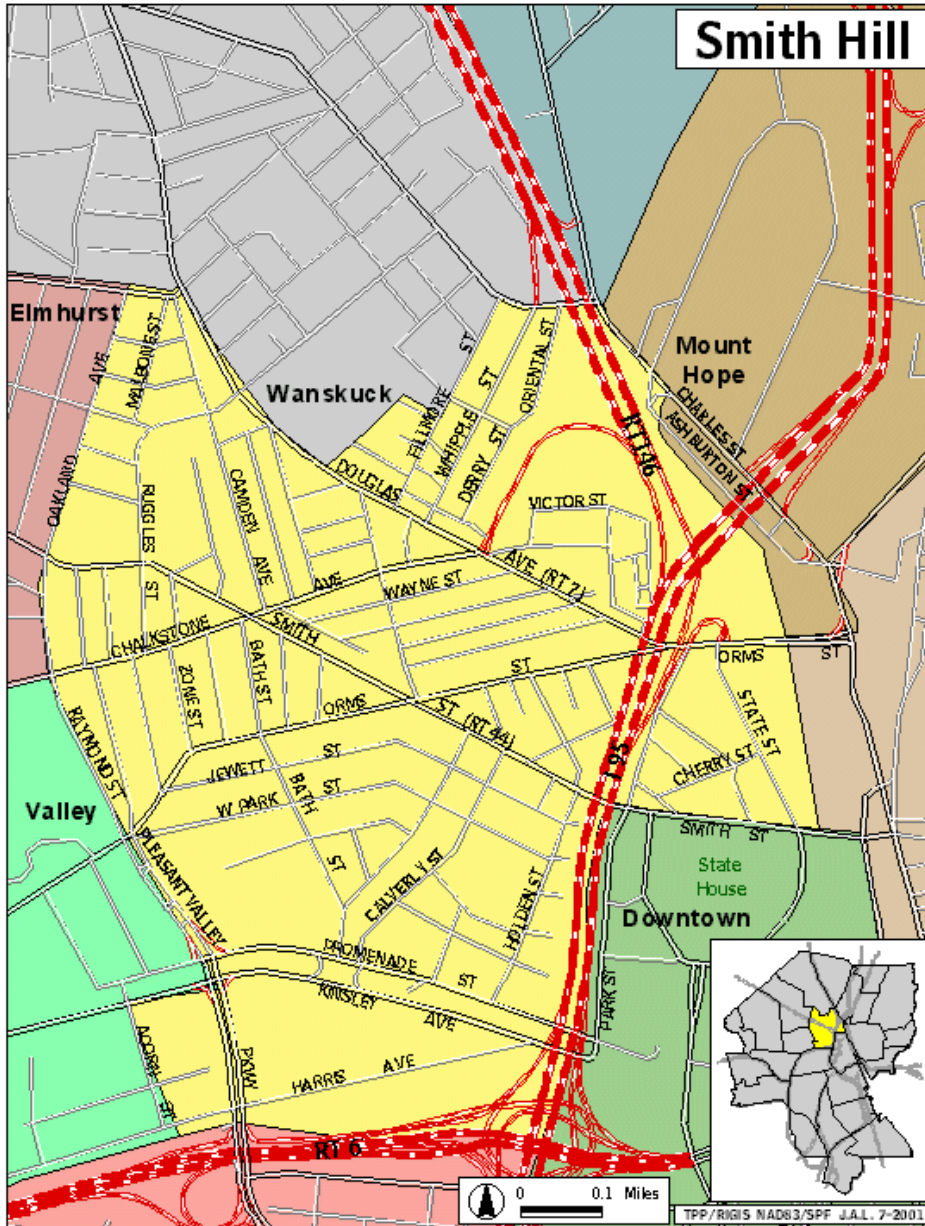 Smith Hill
Elmhurst
Wanskuck
Mount
Hope
Valley
Downtown
State
House
MALBONE ST
OAKLAND AVE
RUGGLES ST
CAMDEN AVE
FILLMORE ST
WHIPPLE ST
ORIENTAL ST
DERRY ST
DOUGLAS AVE (RT 7)
VICTOR ST
RT 146
CHARLES ST
ASHBURTON ST
CHALKSTONE AVE
WAYNE ST
SMITH ST (RT 44)
ZONE ST
BATH ST
ORMS ST
ORMS ST
STATE ST
CHERRY ST
I 95
SMITH ST
RAYMOND ST
JEWETT ST
W. PARK ST
BATH ST
CALVERLY ST
HOLDEN ST
PLEASANT VALLEY PKWY
PROMENADE ST
KINSLEY AVE
PARK ST
ACORN ST
HARRIS AVE
RT 6
0 0.1 Miles
TPP/RIGIS NAD83/SPF J.A.L. 7-2001